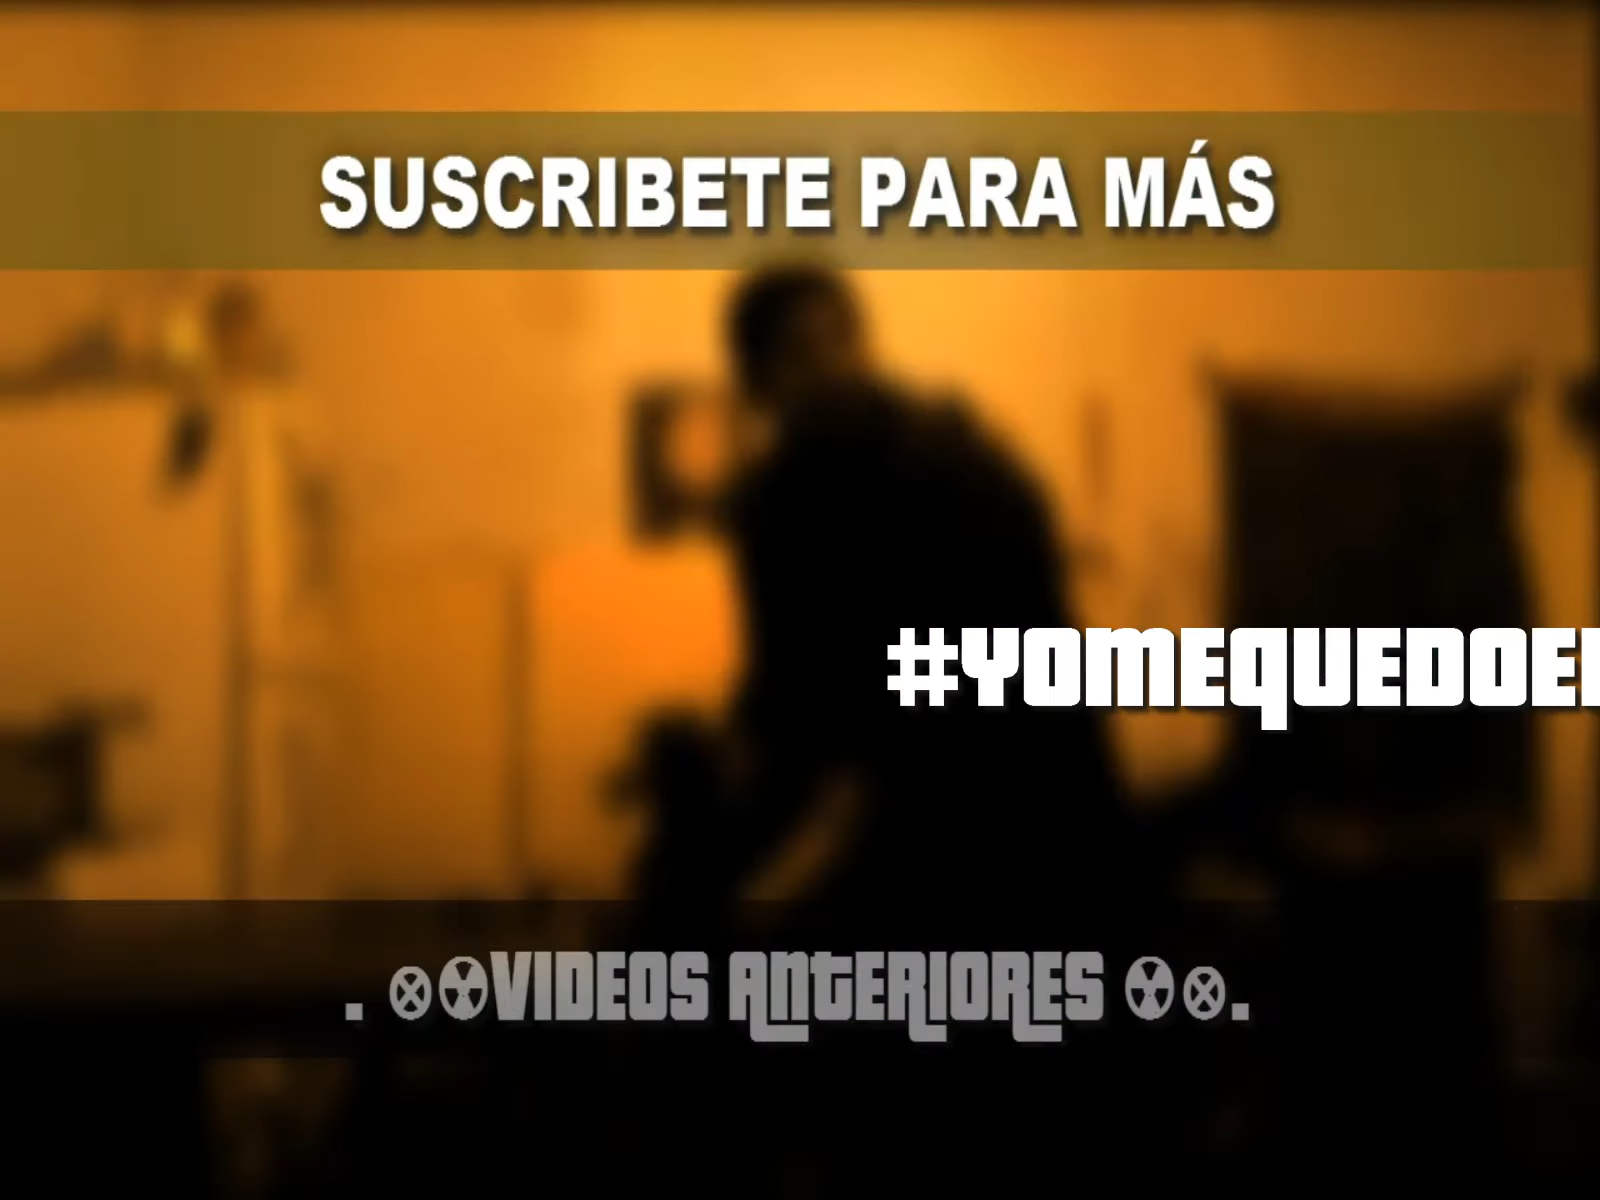 SUSCRIBETE PARA MÁS
#YOMEQUEDOE
. ⊗☢VIDEOS ANTERIORES ☢⊗.